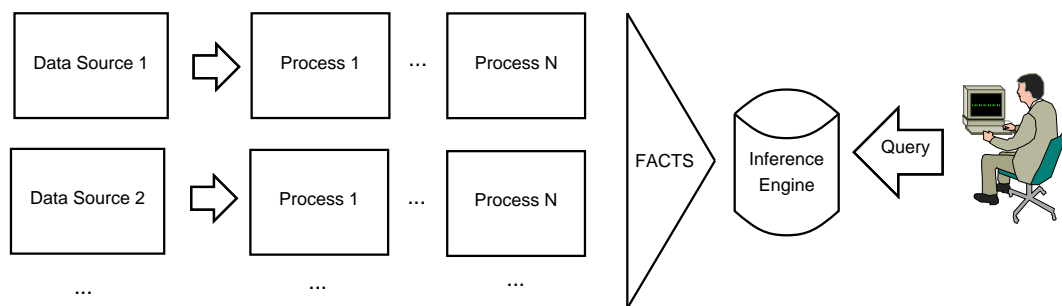 Data Source 1
Process 1
...
Process N
FACTS
Inference
Engine
Query
Data Source 2
Process 1
...
Process N
...
...
...